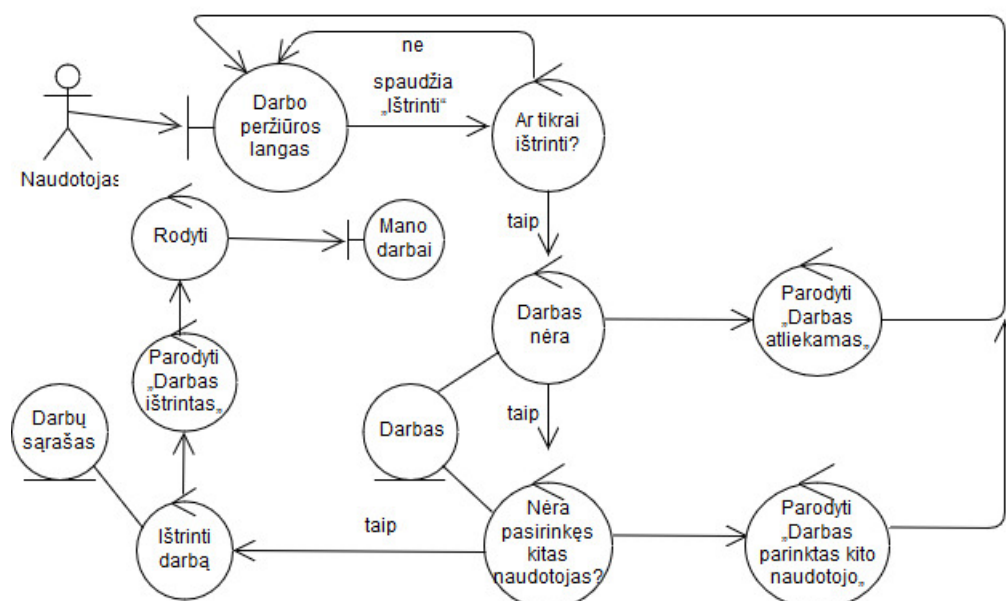 ne
spaudžia
„Ištrinti“
Darbo
peržiūros
langas
Ar tikrai
ištrinti?
Naudotojas
taip
Rodyti
Mano
darbai
Darbas
nėra
Parodyti
„Darbas
atliekamas„
Parodyti
„Darbas
ištrintas„
taip
Darbų
sąrašas
Darbas
Nėra
pasirinkęs
kitas
naudotojas?
Parodyti
„Darbas
parinktas kito
naudotojo„
taip
Ištrinti
darbą